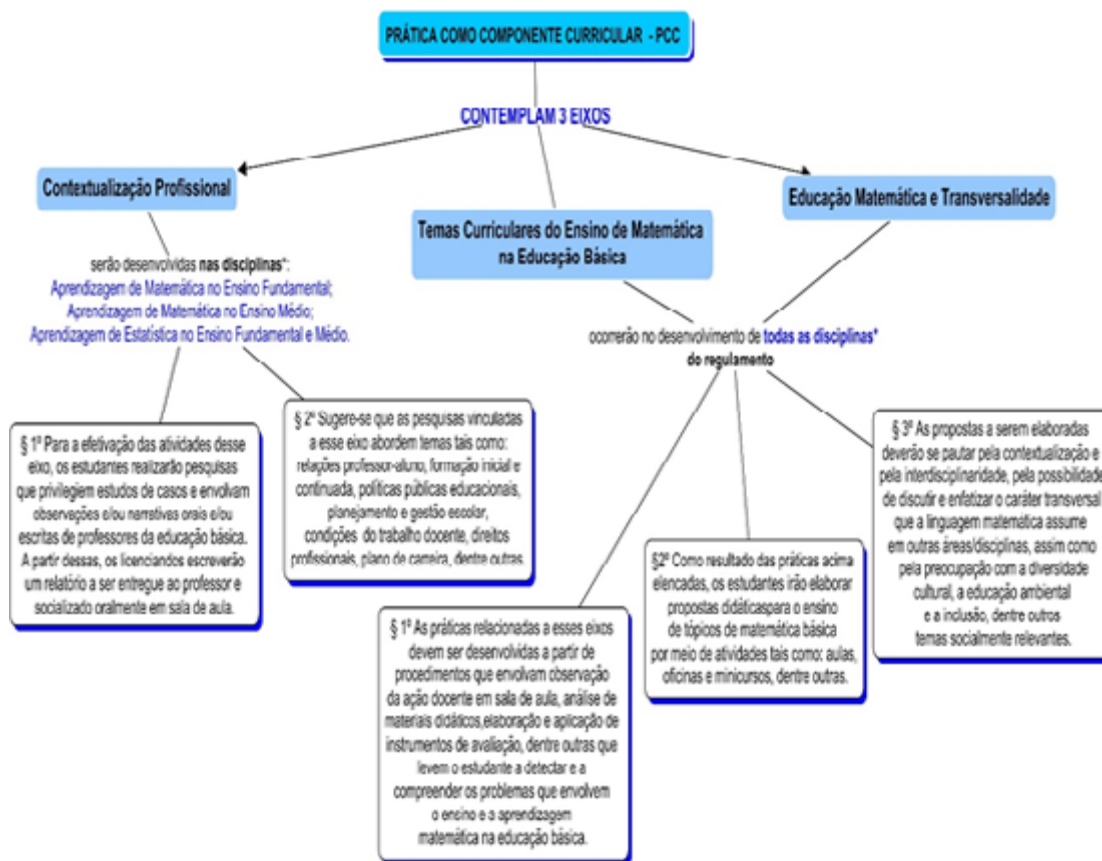 PRÁTICA COMO COMPONENTE CURRICULAR - PCC
CONTEMPLAM 3 EIXOS
Contextualização Profissional
Temas Curriculares do Ensino de Matemática
na Educação Básica
Educação Matemática e Transversalidade
serão desenvolvidas nas disciplinas*:
Aprendizagem de Matemática no Ensino Fundamental;
Aprendizagem de Matemática no Ensino Médio;
Aprendizagem de Estatística no Ensino Fundamental e Médio.
ocorrerão no desenvolvimento de todas as disciplinas*
do regulamento
§ 1º Para a efetivação das atividades desse
eixo, os estudantes realizarão pesquisas
que privilegiem estudos de casos e envolvam
observações e/ou narrativas orais e/ou
escritas de professores da educação básica.
A partir dessas, os licenciandos escreverão
um relatório a ser entregue ao professor e
socializado oralmente em sala de aula.
§ 2º Sugere-se que as pesquisas vinculadas
a esse eixo abordem temas tais como:
relações professor-aluno, formação inicial e
continuada, políticas públicas educacionais,
planejamento e gestão escolar,
condições do trabalho docente, direitos
profissionais, plano de carreira, dentre outras.
§ 1º As práticas relacionadas a esses eixos
devem ser desenvolvidas a partir de
procedimentos que envolvam observação
da ação docente em sala de aula, análise de
materiais didáticos,elaboração e aplicação de
instrumentos de avaliação, dentre outras que
levem o estudante a detectar e a
compreender os problemas que envolvem
o ensino e a aprendizagem
matemática na educação básica.
§2º Como resultado das práticas acima
elencadas, os estudantes irão elaborar
propostas didáticaspara o ensino
de tópicos de matemática básica
por meio de atividades tais como: aulas,
oficinas e minicursos, dentre outras.
§ 3º As propostas a serem elaboradas
deverão se pautar pela contextualização e
pela interdisciplinaridade, pela possibilidade
de discutir e enfatizar o caráter transversal
que a linguagem matemática assume
em outras áreas/disciplinas, assim como
pela preocupação com a diversidade
cultural, a educação ambiental
e a inclusão, dentre outros
temas socialmente relevantes.